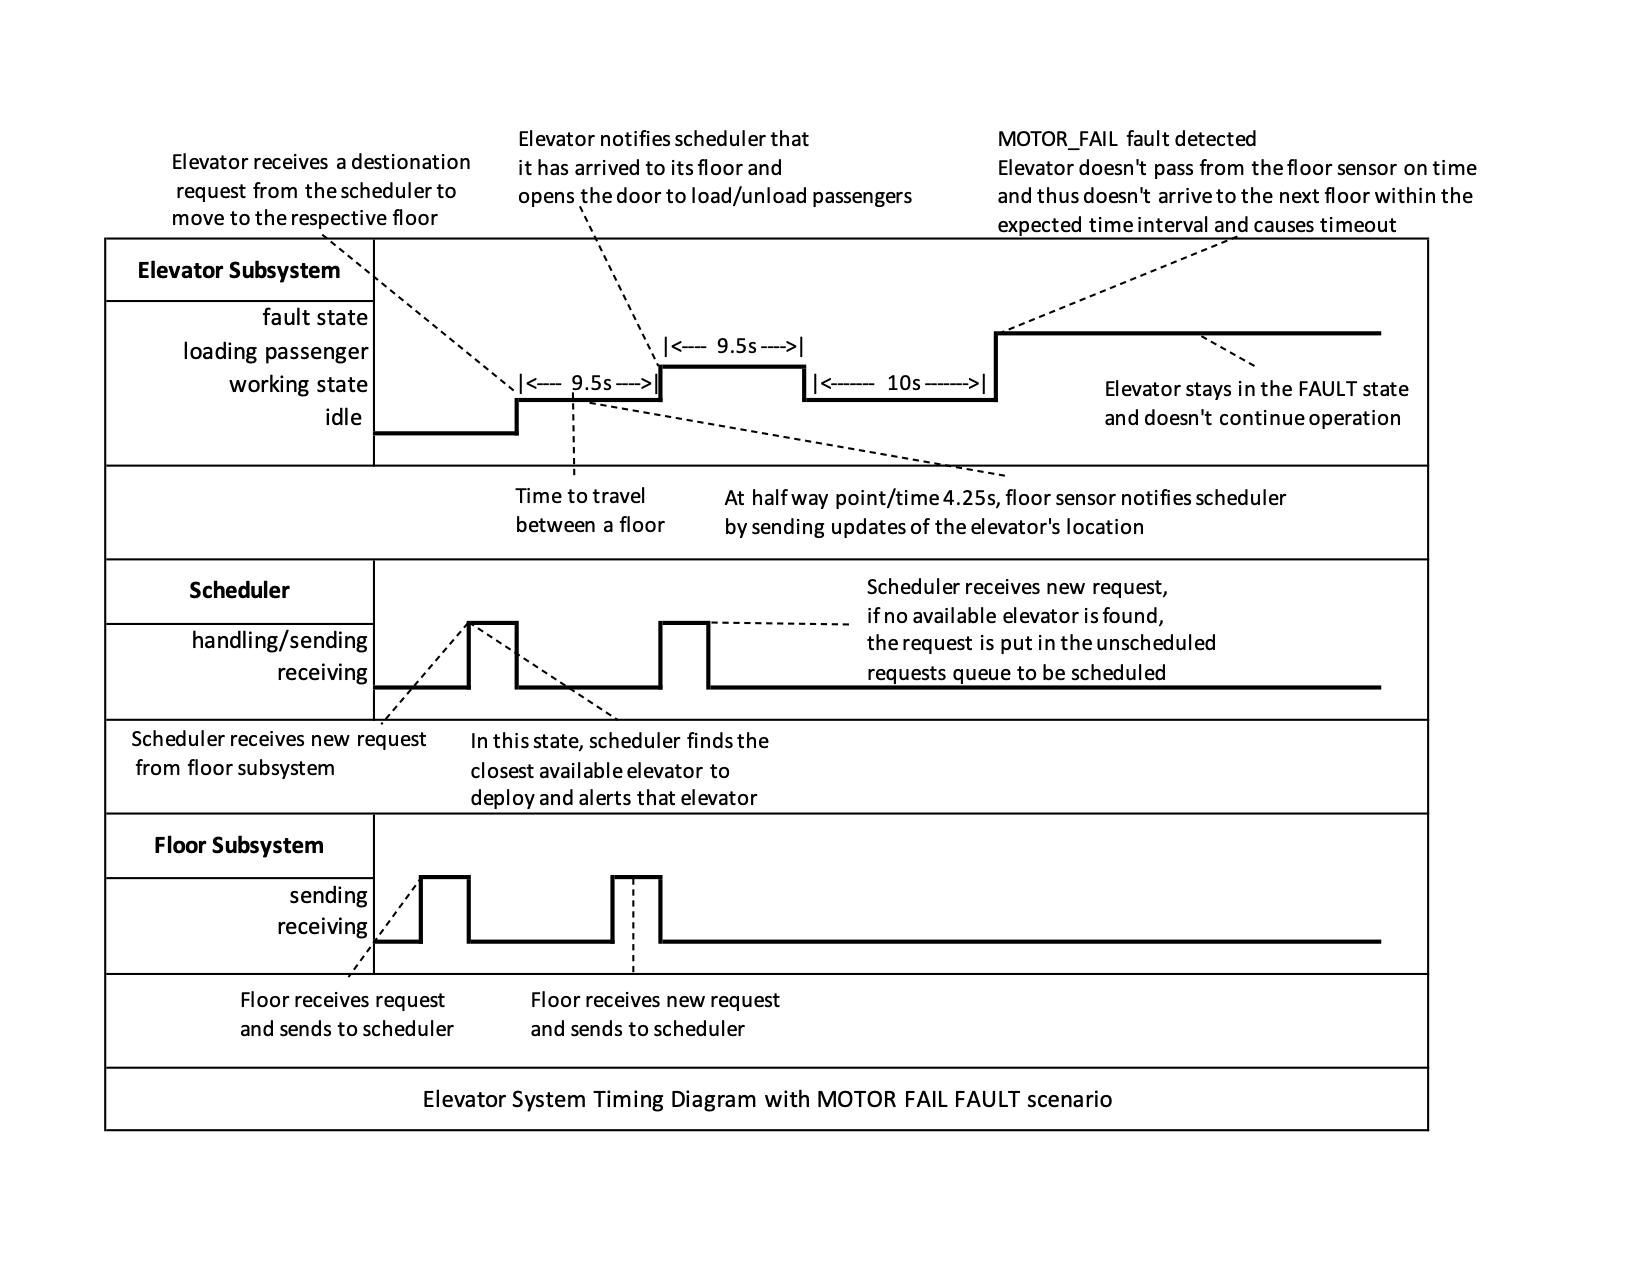 Elevator receives a destionation
request from the scheduler to
move to the respective floor
Elevator notifies scheduler that
it has arrived to its floor and
opens the door to load/unload passengers
MOTOR_FAIL fault detected
Elevator doesn't pass from the floor sensor on time
and thus doesn't arrive to the next floor within the
expected time interval and causes timeout
Elevator Subsystem
fault state
loading passenger
working state
idle
|<---- 9.5s ---->|
|<---- 9.5s ---->|
|<------- 10s ------->|
Elevator stays in the FAULT state
and doesn't continue operation
Time to travel
between a floor
At half way point/time 4.25s, floor sensor notifies scheduler
by sending updates of the elevator's location
Scheduler
handling/sending
receiving
Scheduler receives new request,
if no available elevator is found,
the request is put in the unscheduled
requests queue to be scheduled
Scheduler receives new request
from floor subsystem
In this state, scheduler finds the
closest available elevator to
deploy and alerts that elevator
Floor Subsystem
sending
receiving
Floor receives request
and sends to scheduler
Floor receives new request
and sends to scheduler
Elevator System Timing Diagram with MOTOR FAIL FAULT scenario